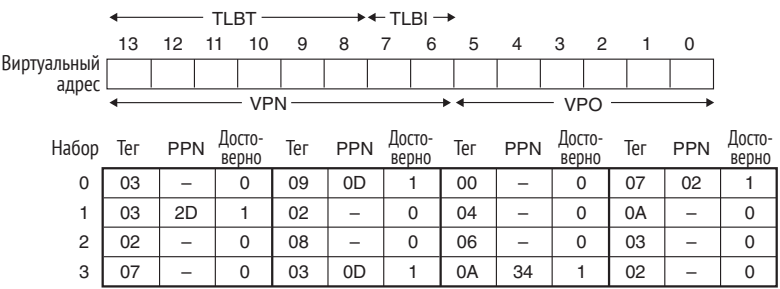 TLBT TLBI
13 12 11 10 9 8 7 6 5 4 3 2 1 0
Виртуальный
адрес
VPN VPO
Набор Тег PPN Досто-верно Тег PPN Досто-верно Тег PPN Досто-верно Тег PPN Досто-верно
0 03 – 0 09 0D 1 00 – 0 07 02 1
1 03 2D 1 02 – 0 04 – 0 0A – 0
2 02 – 0 08 – 0 06 – 0 03 – 0
3 07 – 0 03 0D 1 0A 34 1 02 – 0